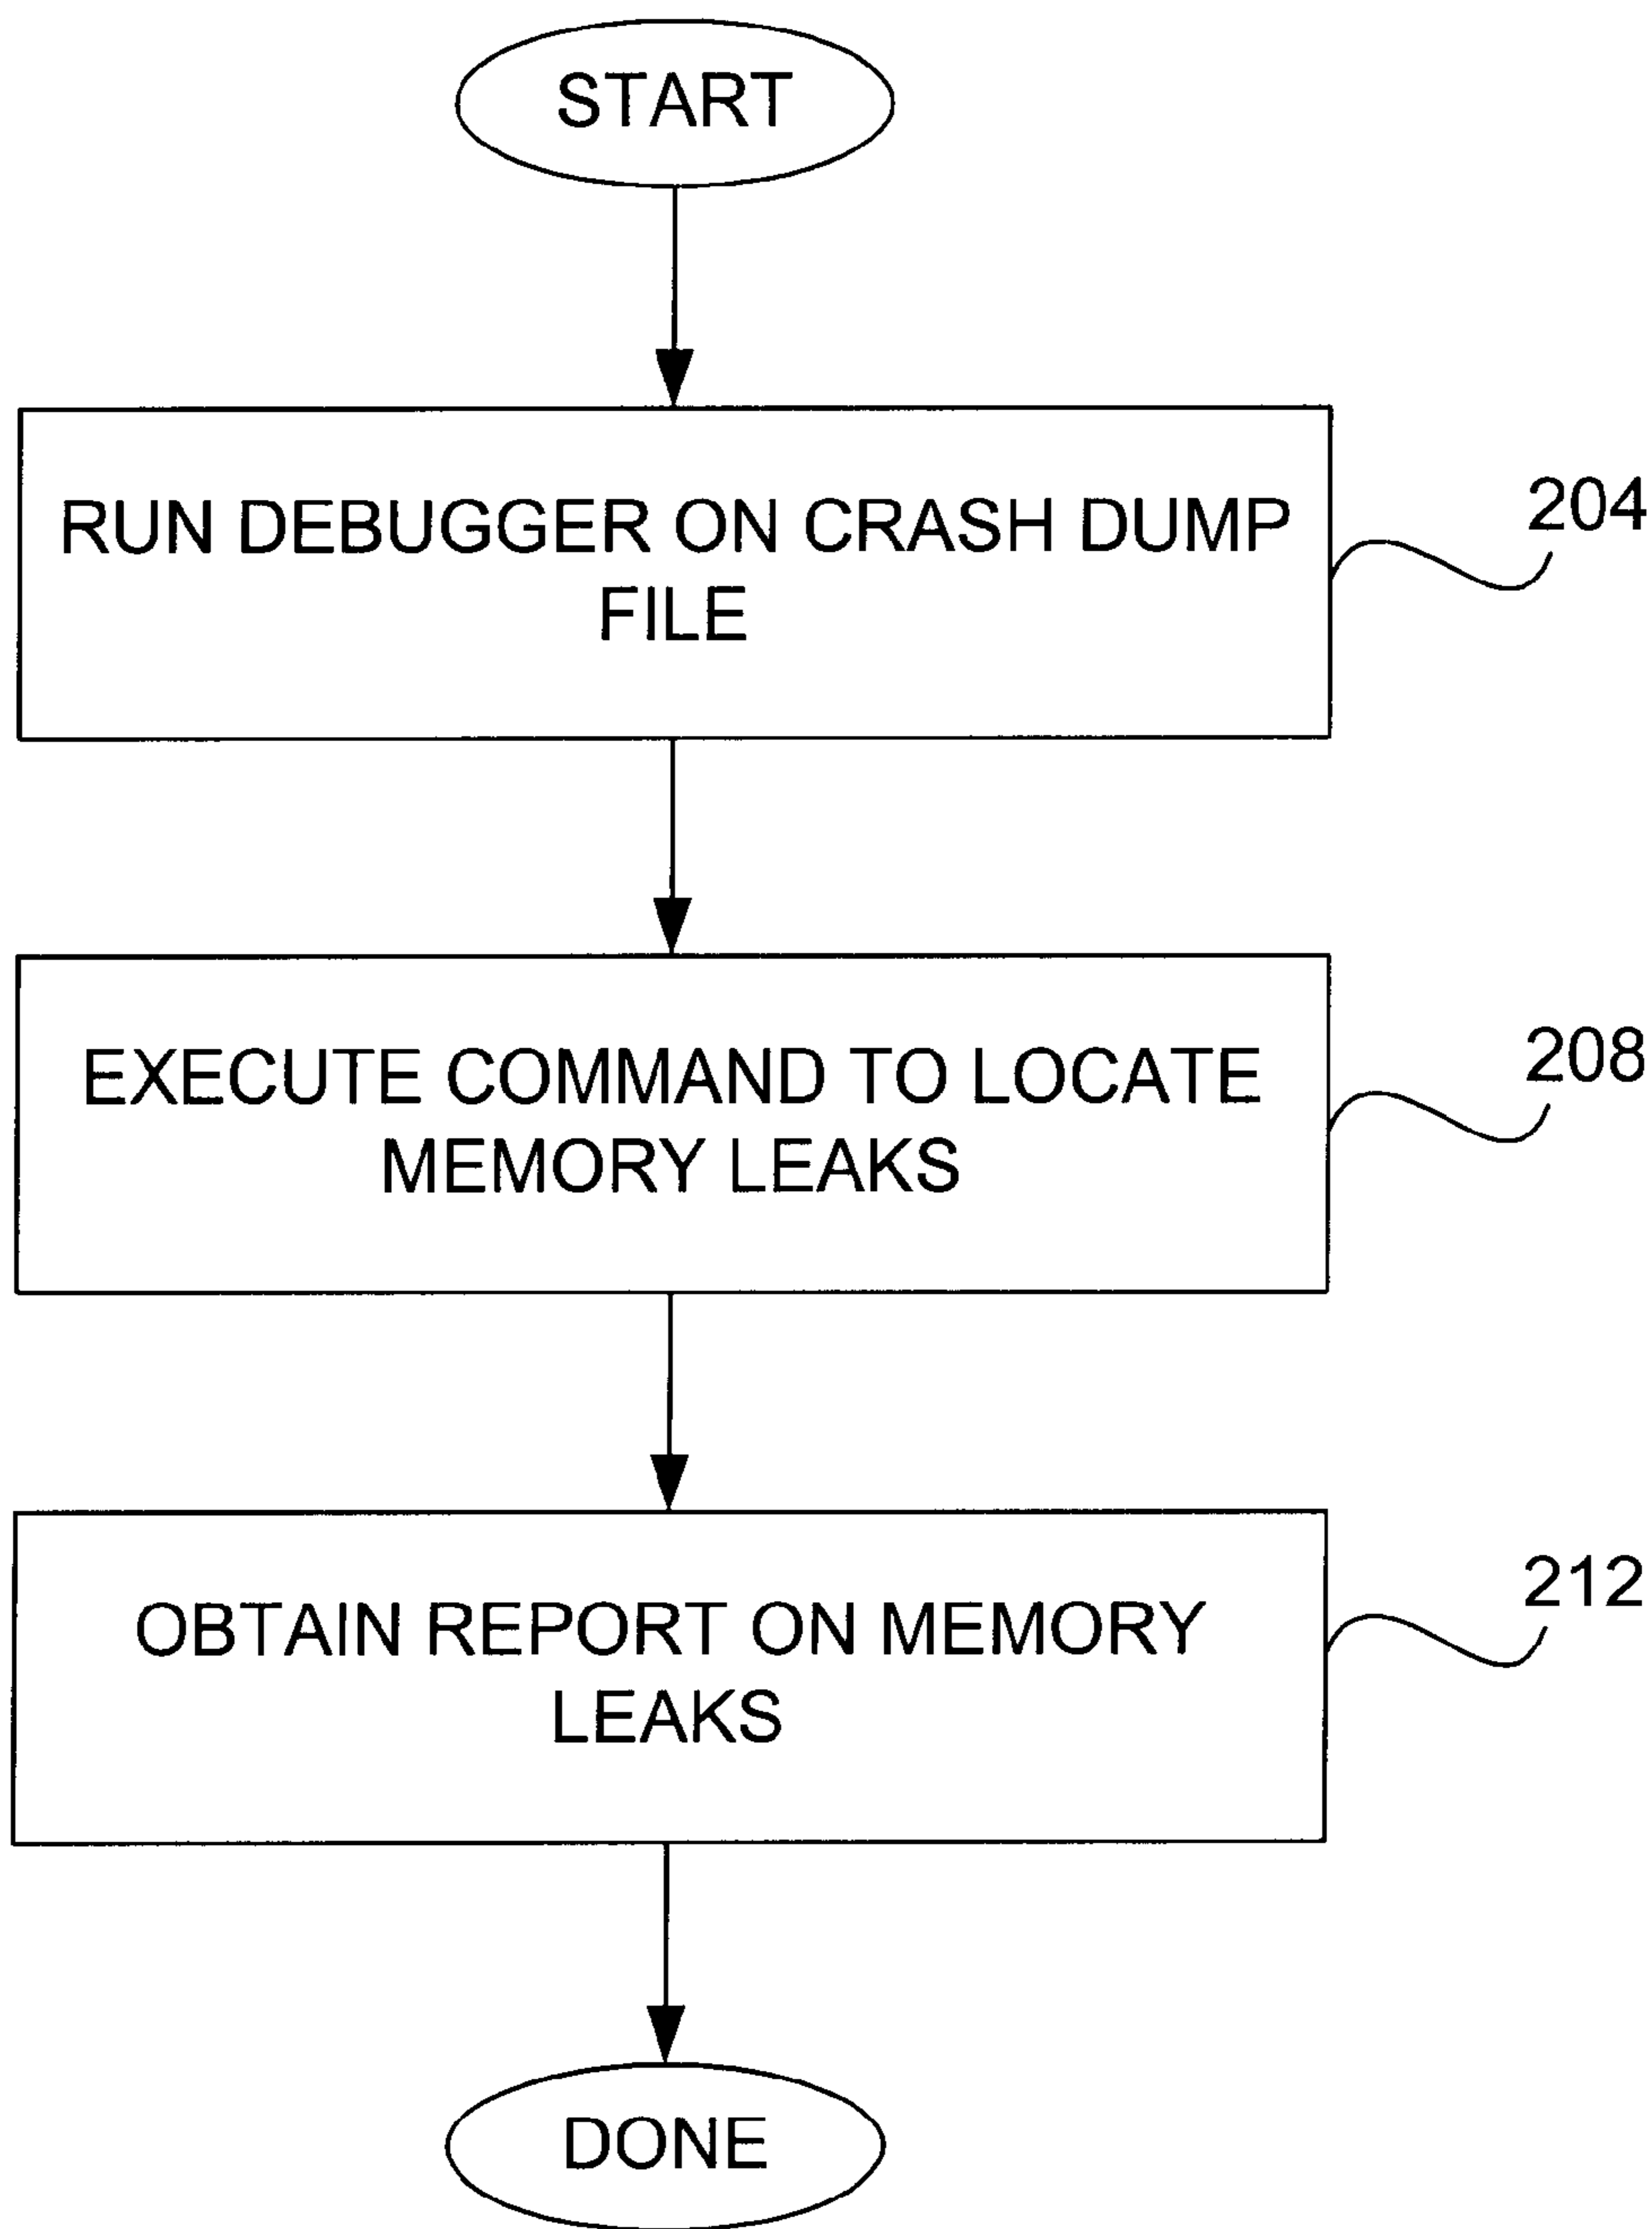 START
RUN DEBUGGER ON CRASH DUMP
FILE
204
EXECUTE COMMAND TO LOCATE
MEMORY LEAKS
208
OBTAIN REPORT ON MEMORY
LEAKS
212
DONE